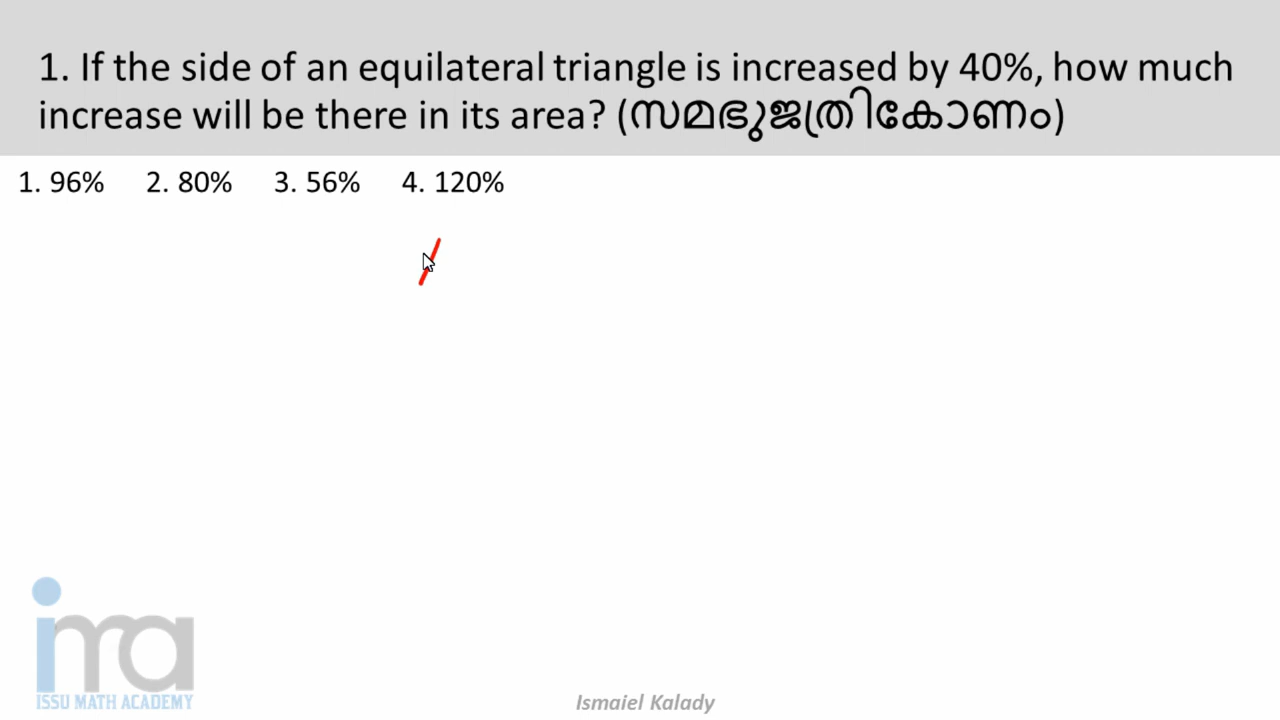 1. If the side of an equilateral triangle is increased by 40%, how much
increase will be there in its area? (സമഭുജത്രികോണം)
1. 96% 2. 80% 3. 56% 4. 120%
ima
ISSU MATH ACADEMY
Ismaiel Kalady